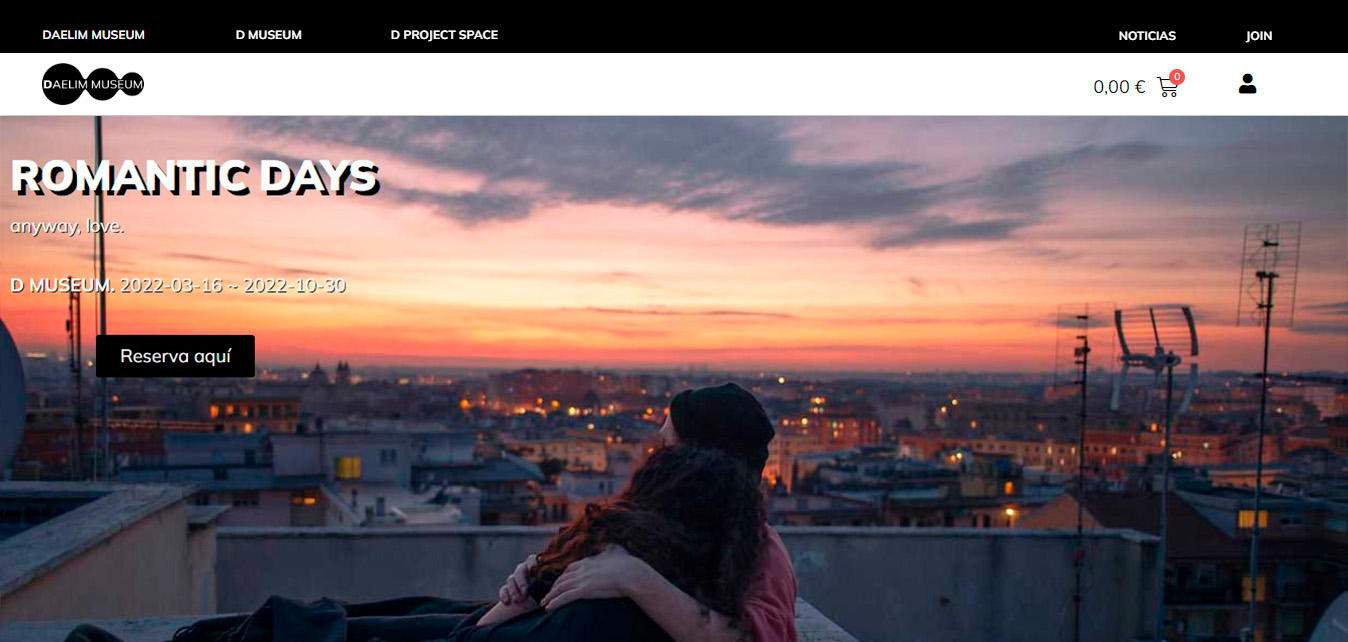 DAELIM MUSEUM D MUSEUM D PROJECT SPACE NOTICIAS JOIN
DAELIM MUSEUM 0,00 € 0
ROMANTIC DAYS
anyway, love.
D MUSEUM. 2022-03-16 ~ 2022-10-30
Reserva aquí